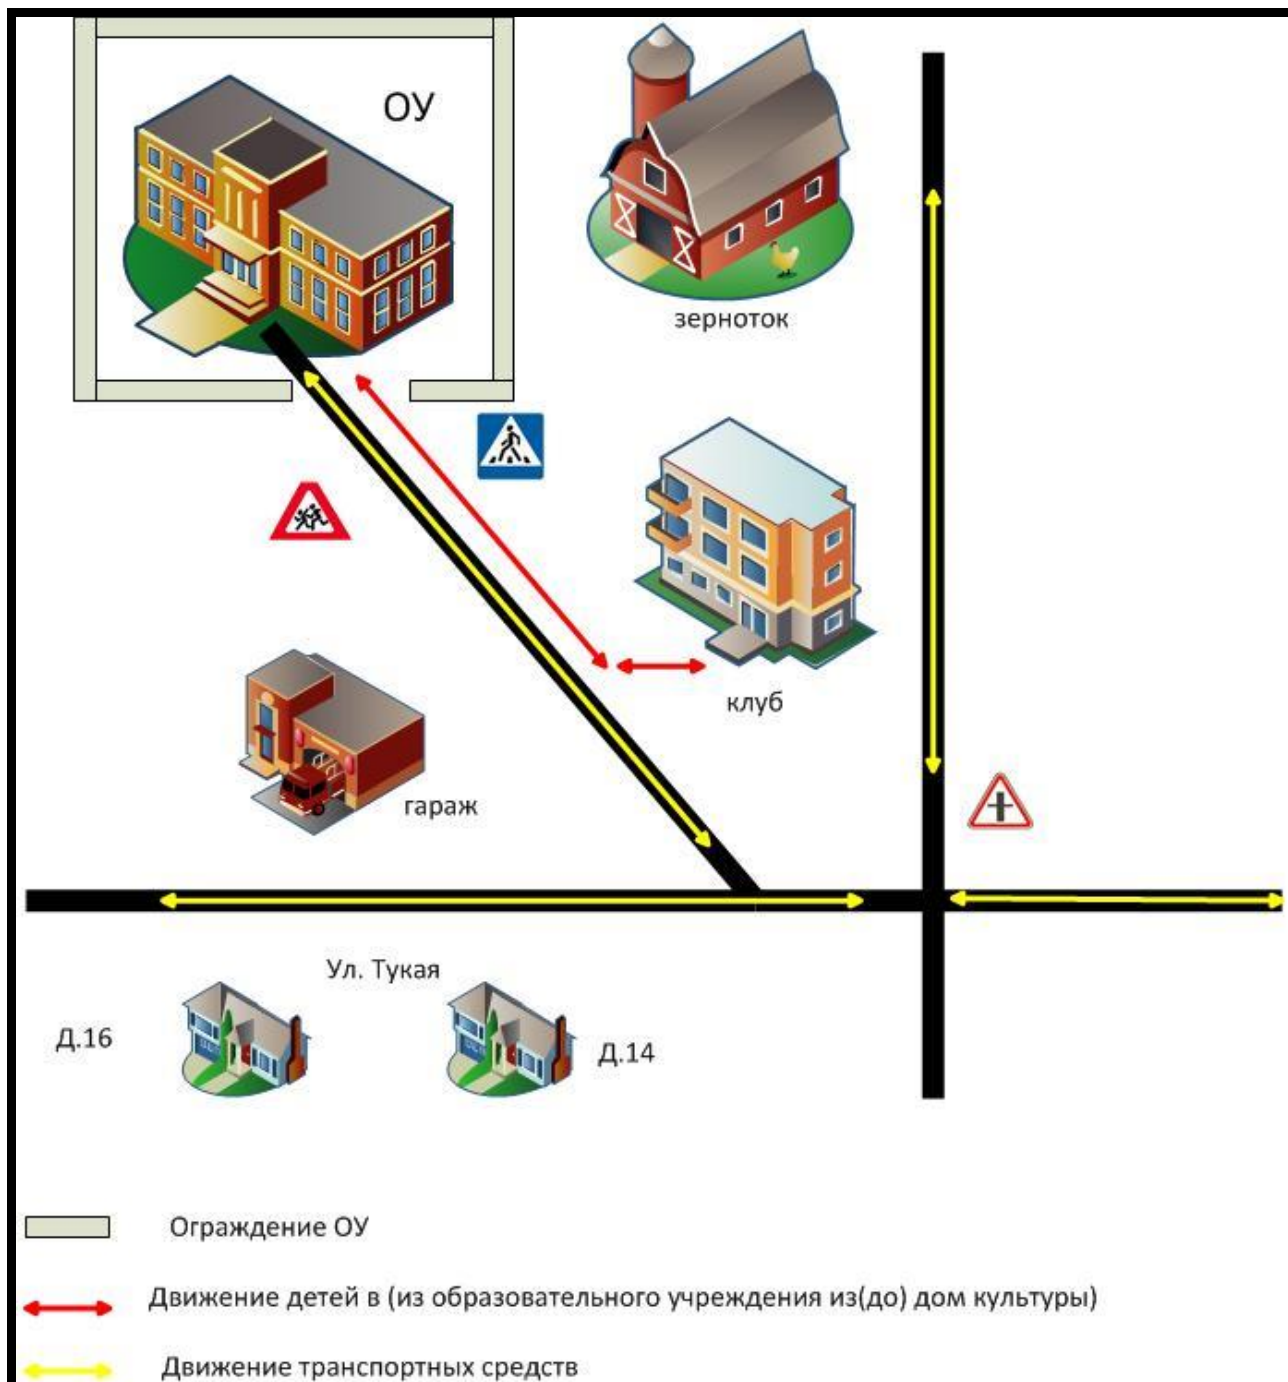 ОУ
зерноток
клуб
гараж
Ул. Тукая
Д.16
Д.14
Ограждение ОУ
Движение детей в (из образовательного учреждения из(до) дом культуры)
Движение транспортных средств